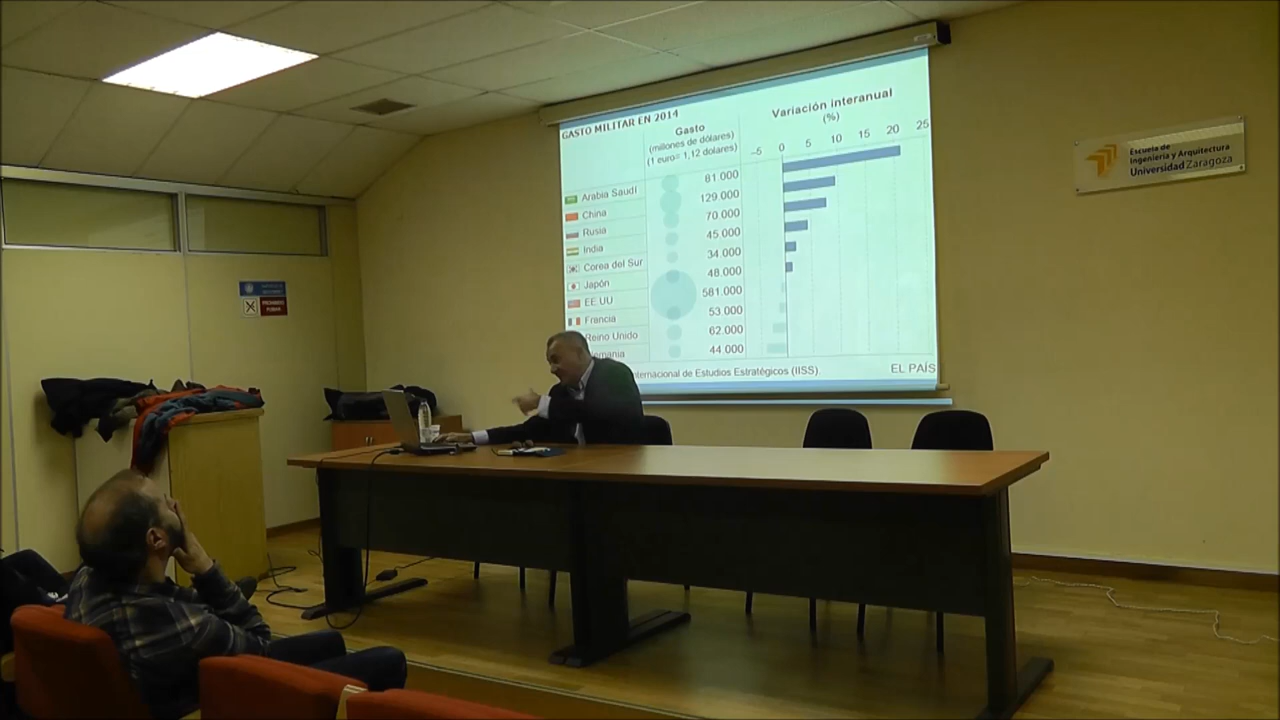 GASTO MILITAR EN 2014
Gasto
(millones de dólares)
(1 euro= 1,12 dolares)
Variación interanual
(%)
–5 0 5 10 15 20 25
Arabia Saudí 81.000
China 129.000
Rusia 70.000
India 45.000
Corea del Sur 34.000
Japón 48.000
EE UU 581.000
Francia 53.000
Reino Unido 62.000
emania 44.000
nternacional de Estudios Estratégicos (IISS). EL PAÍS
Escuela de
Ingeniería y Arquitectura
Universidad Zaragoza